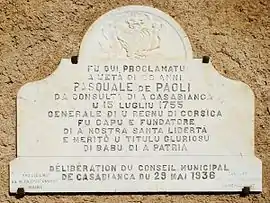 FU QUI PROCLAMATU
A L'ETÀ DI 29 ANNI
PASQUALE DE PAOLI
DA CONSULTA DI A CASABIANCA
U 15 LUGLIU 1755
GENERALE DI U REGNU DI CORSICA
FU CAPU E FUNDATORE
DI A NOSTRA SANTA LIBERTÀ
E MERITÒ U TITULU GLURIOSU
DI BABU DI A PATRIA
DÉLIBÉRATION DU CONSEIL MUNICIPAL
DE CASABIANCA DU 29 MAI 1936